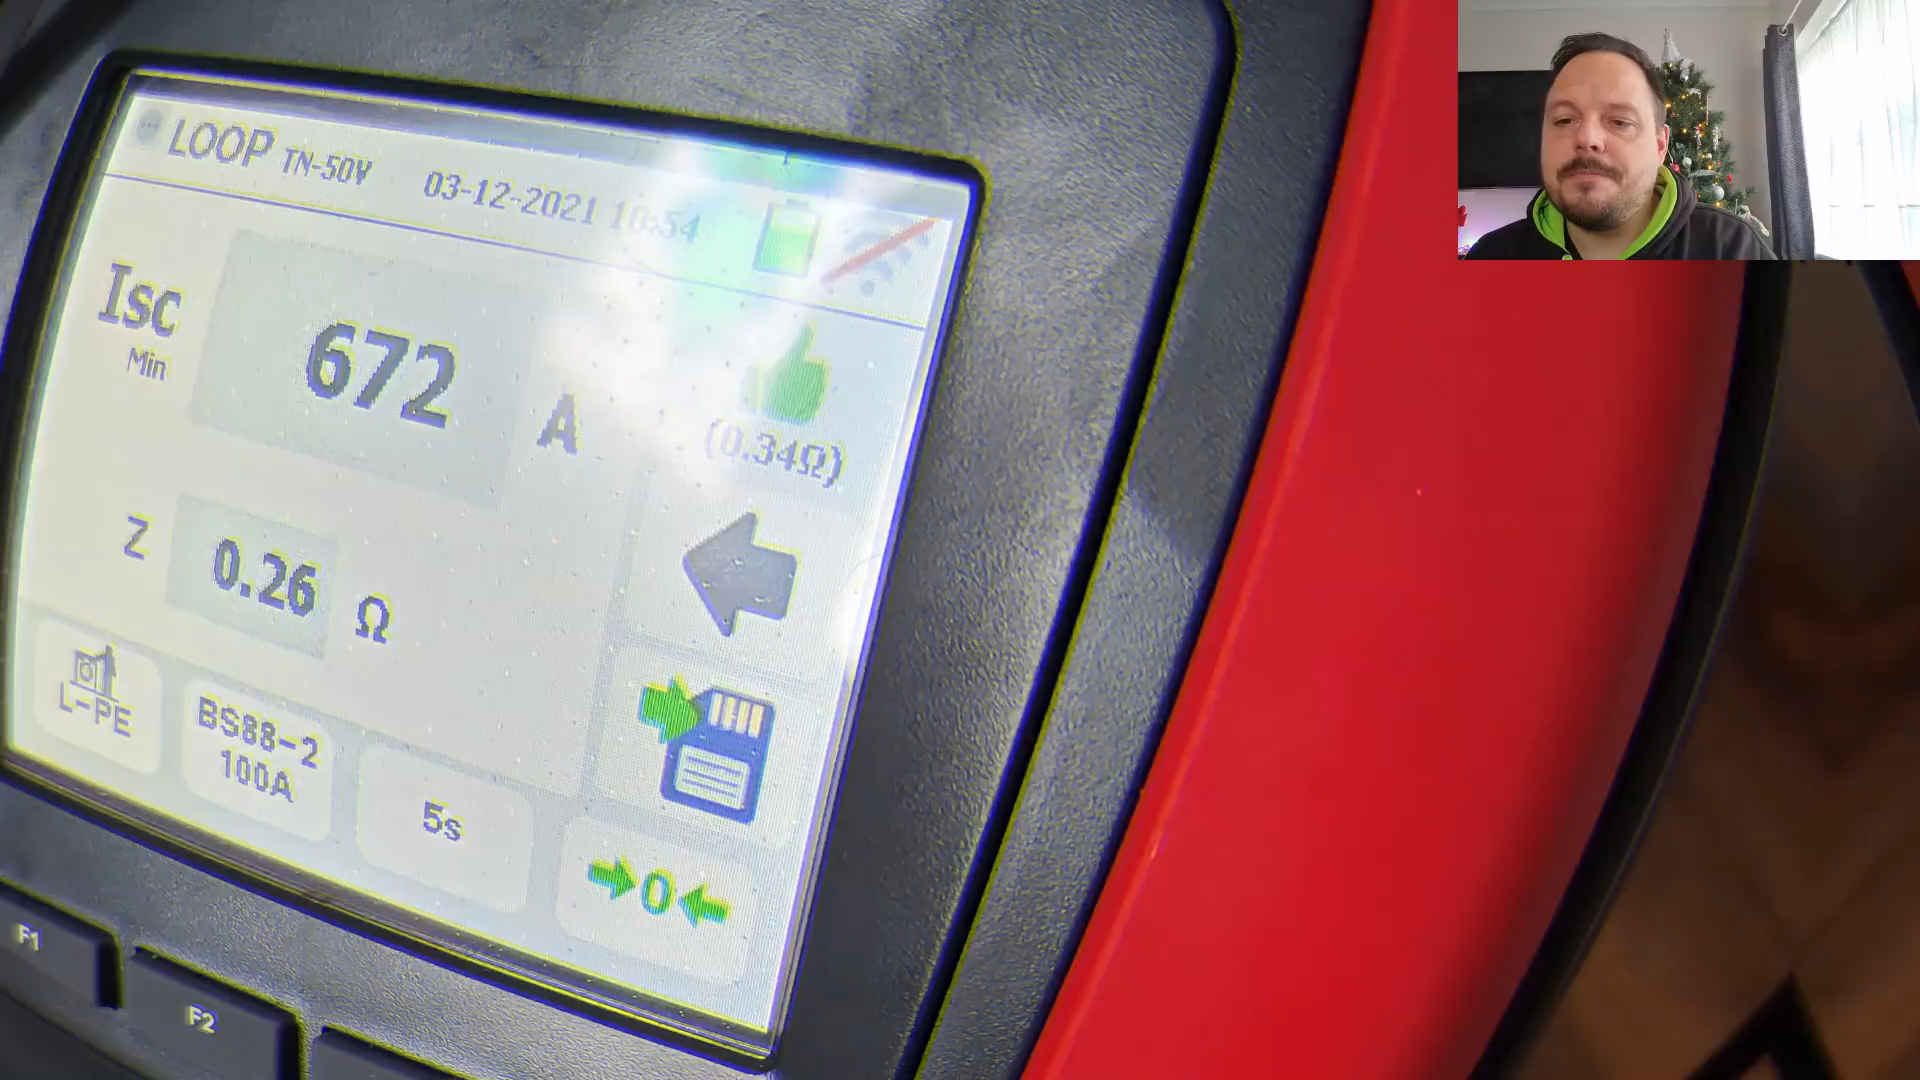 LOOP TN-50Y 03-12-2021 10:54
Isc
Min
672
A
(0.34Ω)
Z
0.26
Ω
L-PE
BS88-2
100A
5s
→0←
F1
F2